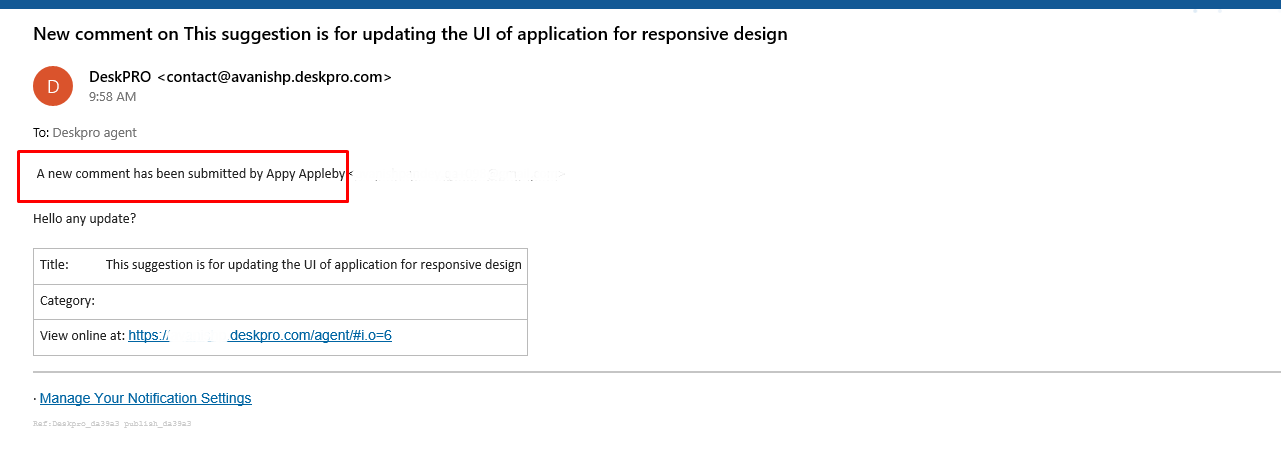 New comment on This suggestion is for updating the UI of application for responsive design
D
DeskPRO <contact@avanishp.deskpro.com>
9:58 AM
To: Deskpro agent
A new comment has been submitted by Appy Appleby <
Hello any update?
Title: This suggestion is for updating the UI of application for responsive design
Category:
View online at: https:// .deskpro.com/agent/#i.o=6
· Manage Your Notification Settings
Ref:Deskpro_da39a3 publish_da39a3